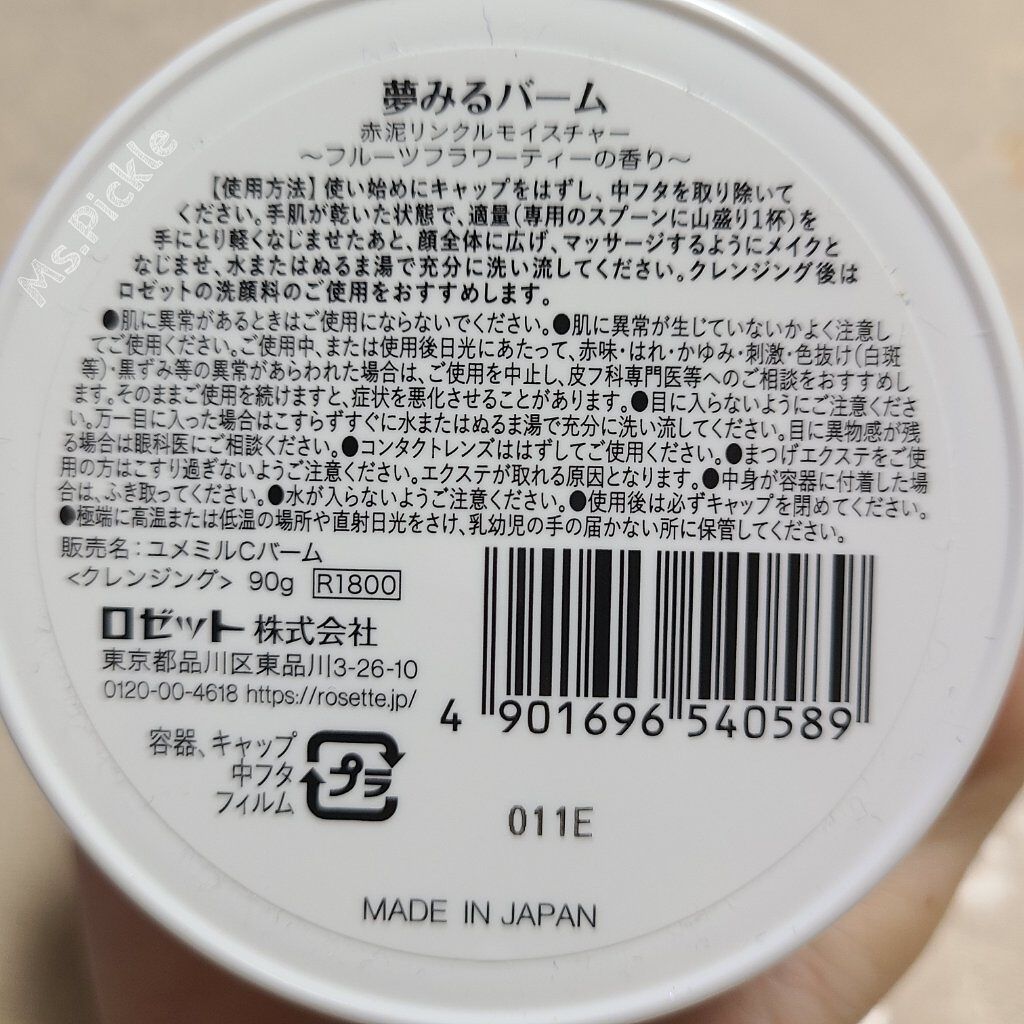 夢みるバーム
赤泥リンクルモイスチャー
～フルーツフラワーティーの香り～
【使用方法】使い始めにキャップをはずし、中フタを取り除いて
ください。手肌が乾いた状態で、適量(専用のスプーンに山盛り1杯)を
手にとり軽くなじませたあと、顔全体に広げ、マッサージするようにメイクと
なじませ、水またはぬるま湯で充分に洗い流してください。クレンジング後は
ロゼットの洗顔料のご使用をおすすめします。
●肌に異常があるときはご使用にならないでください。●肌に異常が生じていないかよく注意し
てご使用ください。ご使用中、または使用後日光にあたって、赤味・はれ・かゆみ・刺激・色抜け(白斑
等)・黒ずみ等の異常があらわれた場合は、ご使用を中止し、皮フ科専門医等へのご相談をおすすめし
ます。そのままご使用を続けますと、症状を悪化させることがあります。●目に入らないようにご注意くださ
い。万一目に入った場合はこすらずすぐに水またはぬるま湯で充分に洗い流してください。目に異物感が残
る場合は眼科医にご相談ください。●コンタクトレンズははずしてご使用ください。●まつげエクステをご使
用の方はこすり過ぎないようご注意ください。エクステが取れる原因となります。●中身が容器に付着した場
合は、ふき取ってください。●水が入らないようご注意ください。●使用後は必ずキャップを閉めてください。
●極端に高温または低温の場所や直射日光をさけ、乳幼児の手の届かない所に保管してください。
販売名:ユメミルCバーム
<クレンジング> 90g R1800
ロゼット株式会社
東京都品川区東品川3-26-10
0120-00-4618 https://rosette.jp/
4 901696 540589
容器、キャップ
中フタ
フィルム
プラ
011E
MADE IN JAPAN
Ms.Pickle